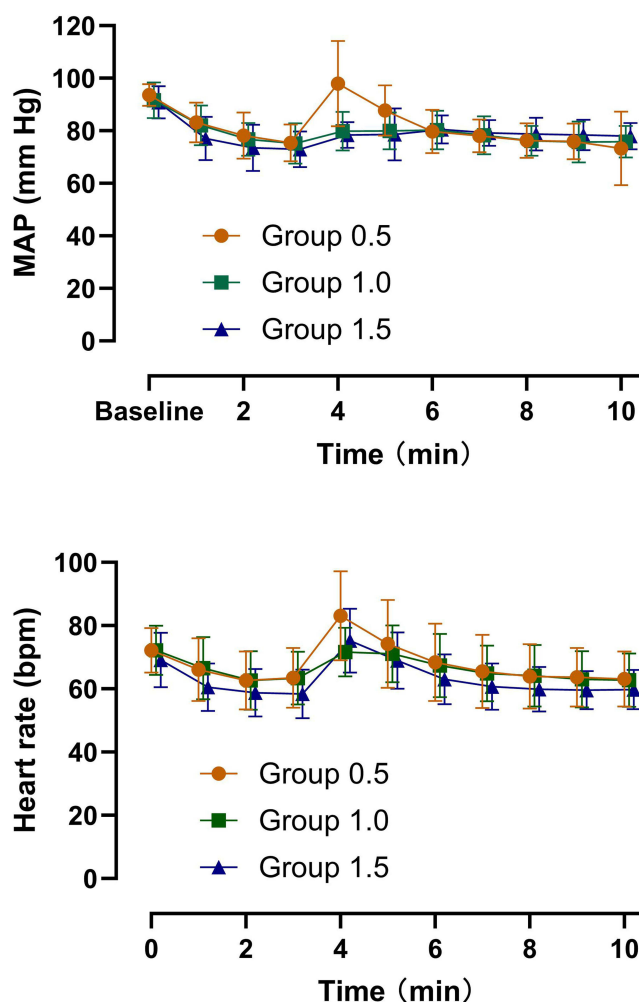 120
100
80
60
40
20
0
MAP (mm Hg)
Group 0.5
Group 1.0
Group 1.5
Baseline 2 4 6 8 10
Time（min）
100
80
60
40
20
0
Heart rate (bpm)
Group 0.5
Group 1.0
Group 1.5
0 2 4 6 8 10
Time（min）